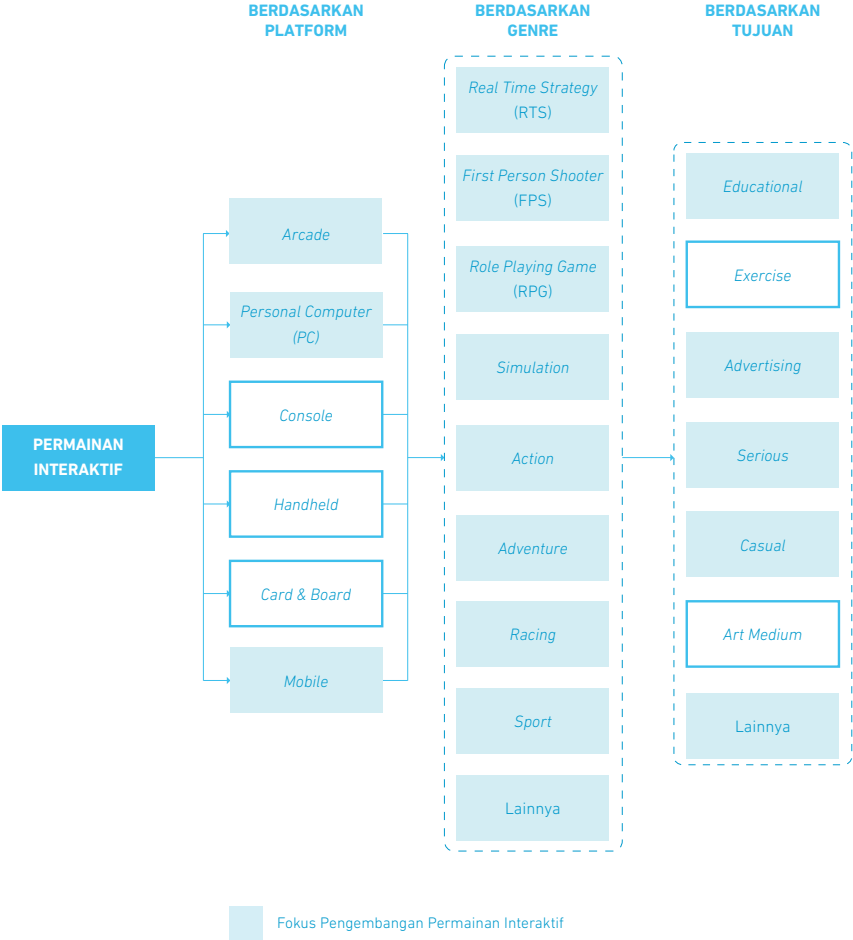 BERDASARKAN
PLATFORM
BERDASARKAN
GENRE
BERDASARKAN
TUJUAN
PERMAINAN
INTERAKTIF
Arcade
Personal Computer
(PC)
Console
Handheld
Card & Board
Mobile
Real Time Strategy
(RTS)
First Person Shooter
(FPS)
Role Playing Game
(RPG)
Simulation
Action
Adventure
Racing
Sport
Lainnya
Educational
Exercise
Advertising
Serious
Casual
Art Medium
Lainnya
Fokus Pengembangan Permainan Interaktif